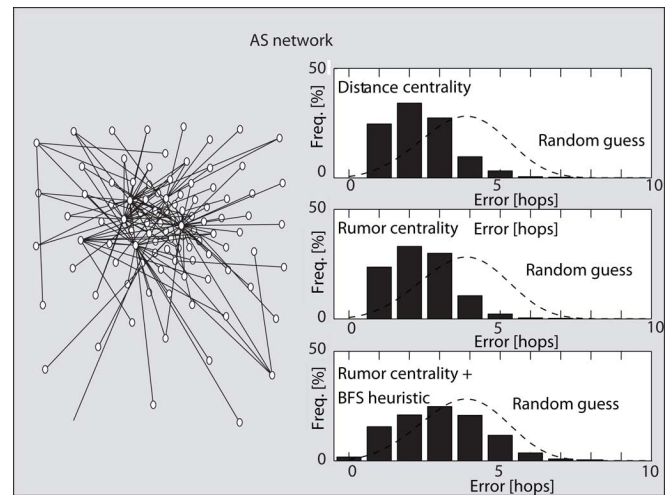 AS network
50
Distance centrality
Freq. [%]
Random guess
0
0 5 10
Error [hops]
50
Rumor centrality Error [hops]
Freq. [%]
Random guess
0
0 5 10
Error [hops]
50
Rumor centrality +
BFS heuristic
Freq. [%]
Random guess
0
0 5 10
Error [hops]